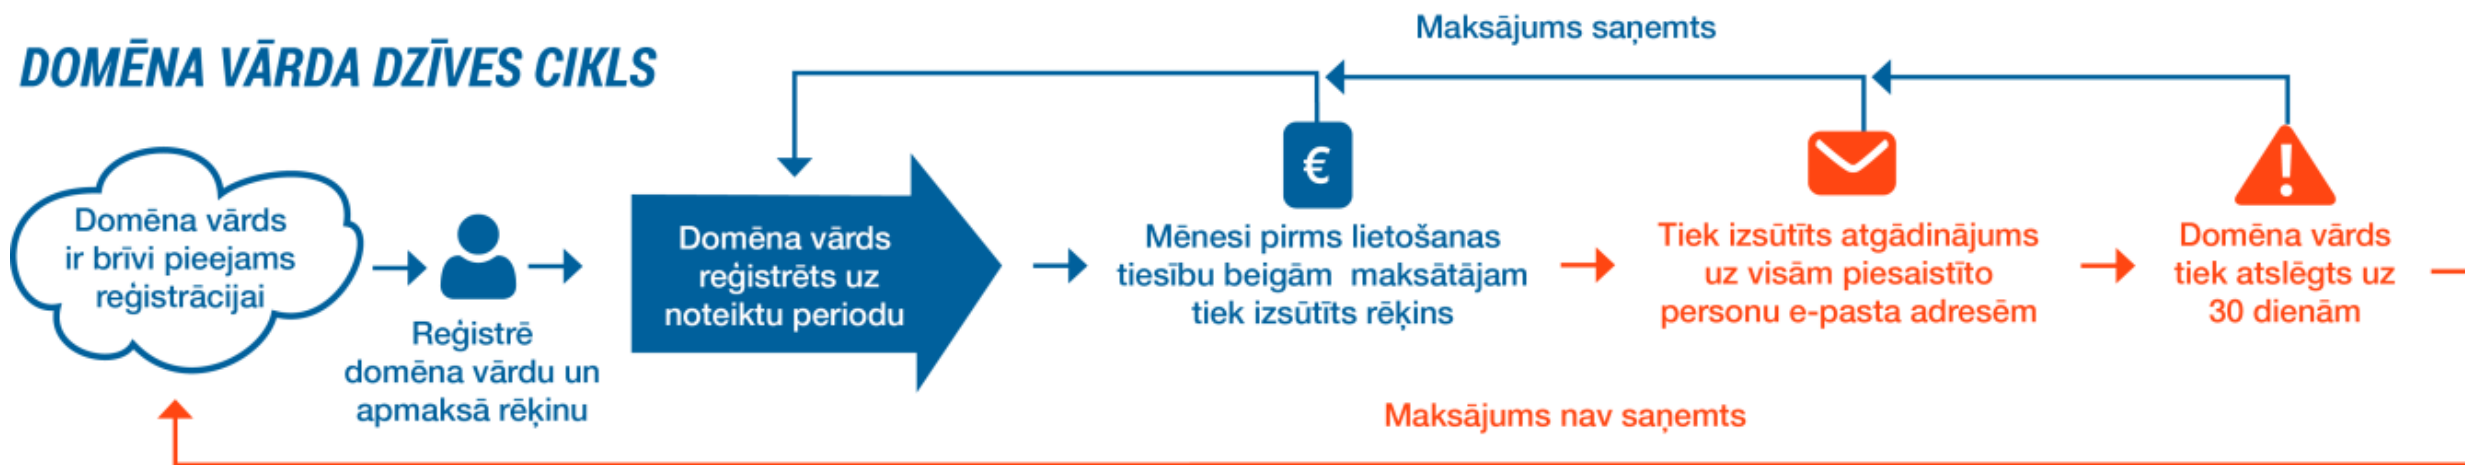 DOMĒNA VĀRDA DZĪVES CIKLS
Maksājums saņemts
Domēna vārds
ir brīvi pieejams
reģistrācijai
Reģistrē
domēna vārdu un
apmaksā rēķinu
Domēna vārds
reģistrēts uz
noteiktu periodu
€
Mēnesi pirms lietošanas
tiesību beigām maksātājam
tiek izsūtīts rēķins
Tiek izsūtīts atgādinājums
uz visām piesaistīto
personu e-pasta adresēm
!
Domēna vārds
tiek atslēgts uz
30 dienām
Maksājums nav saņemts